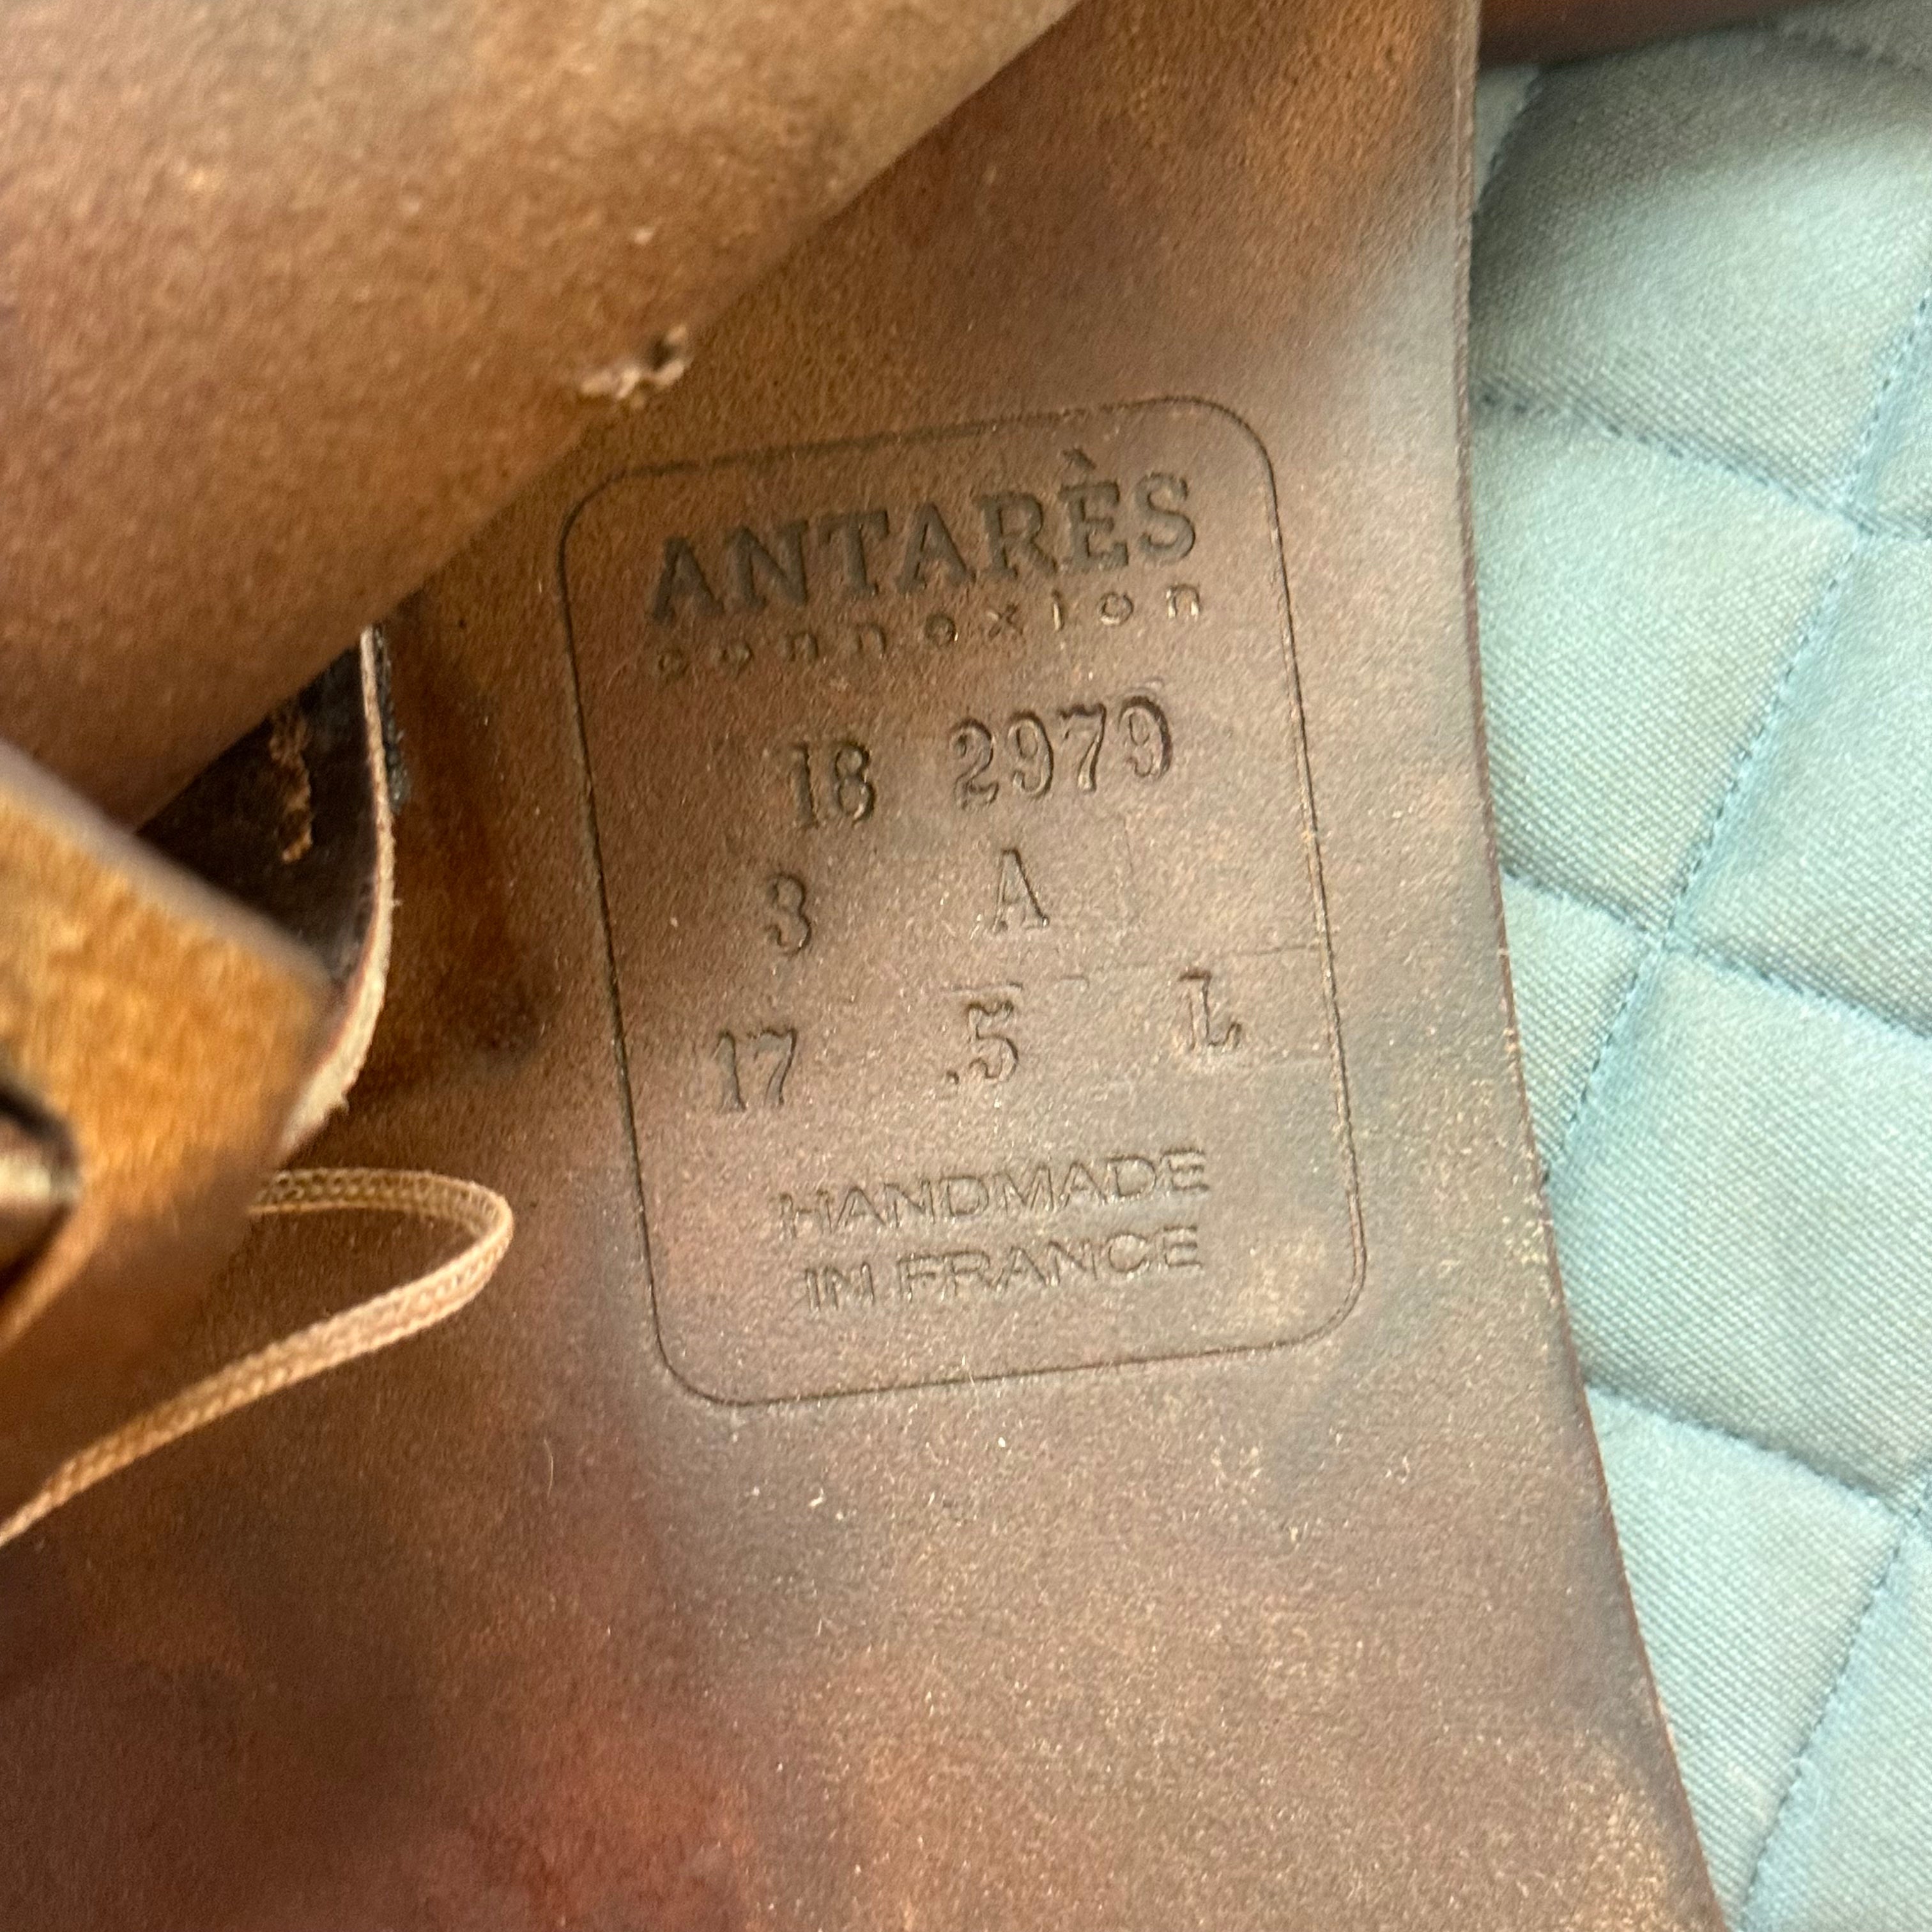 ANTARÈS
connexion
18 2979
3 A
17 .5 L
HANDMADE
IN FRANCE